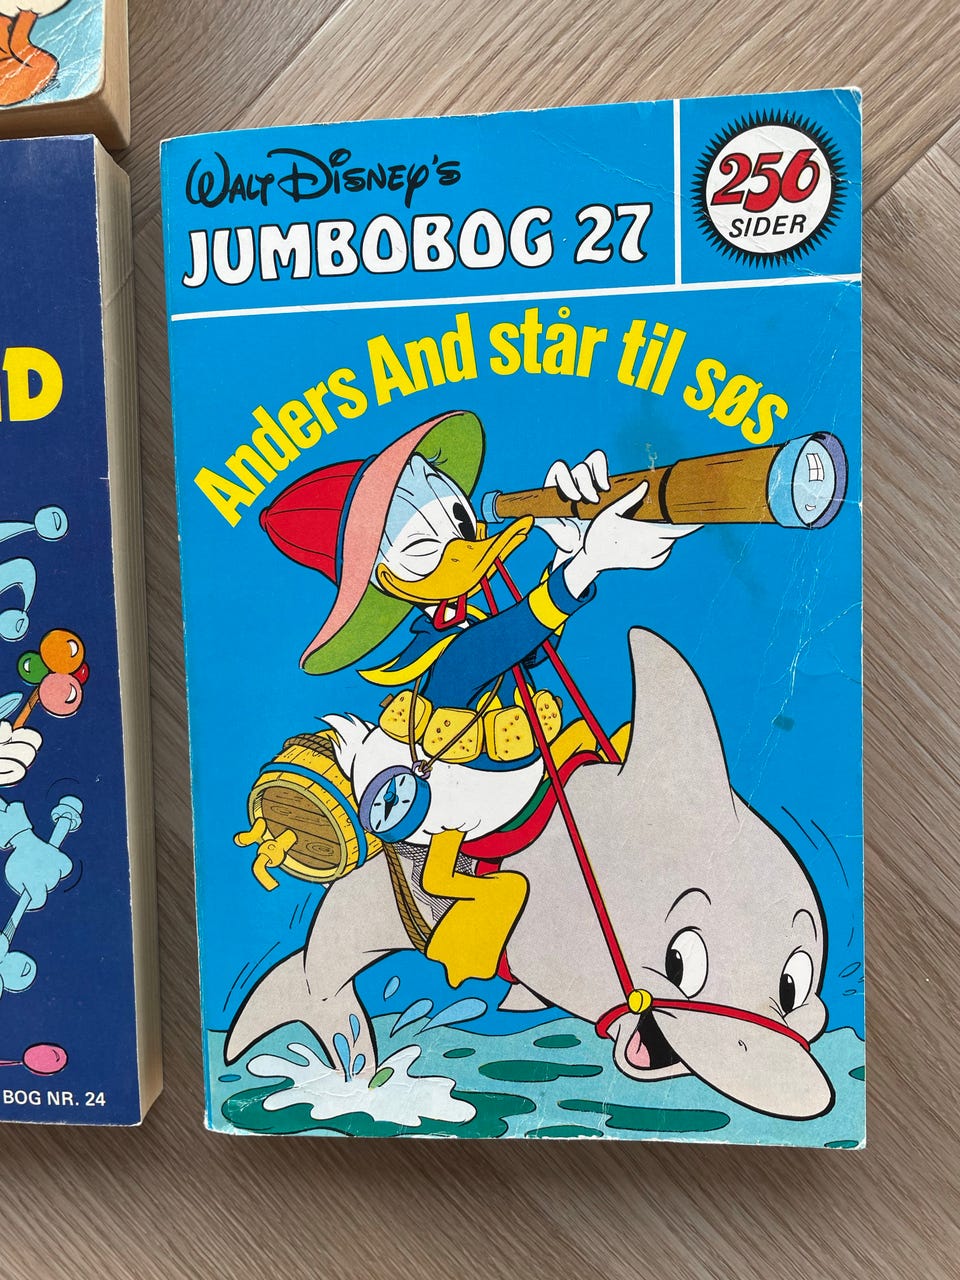 WALT DISNEY'S
JUMBOBOG 27
256
SIDER
Anders And står til søs
D
BOG NR. 24